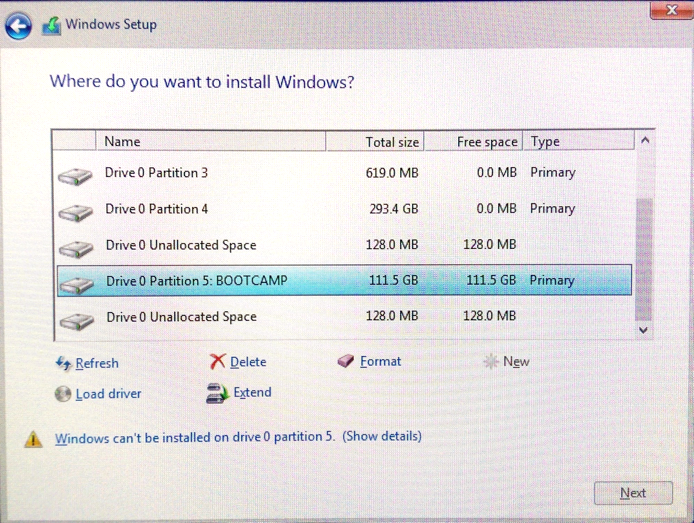 Windows Setup
Where do you want to install Windows?
Name Total size Free space Type
Drive 0 Partition 3 619.0 MB 0.0 MB Primary
Drive 0 Partition 4 293.4 GB 0.0 MB Primary
Drive 0 Unallocated Space 128.0 MB 128.0 MB
Drive 0 Partition 5: BOOTCAMP 111.5 GB 111.5 GB Primary
Drive 0 Unallocated Space 128.0 MB 128.0 MB
Refresh Delete Format New
Load driver Extend
Windows can't be installed on drive 0 partition 5. (Show details)
Next